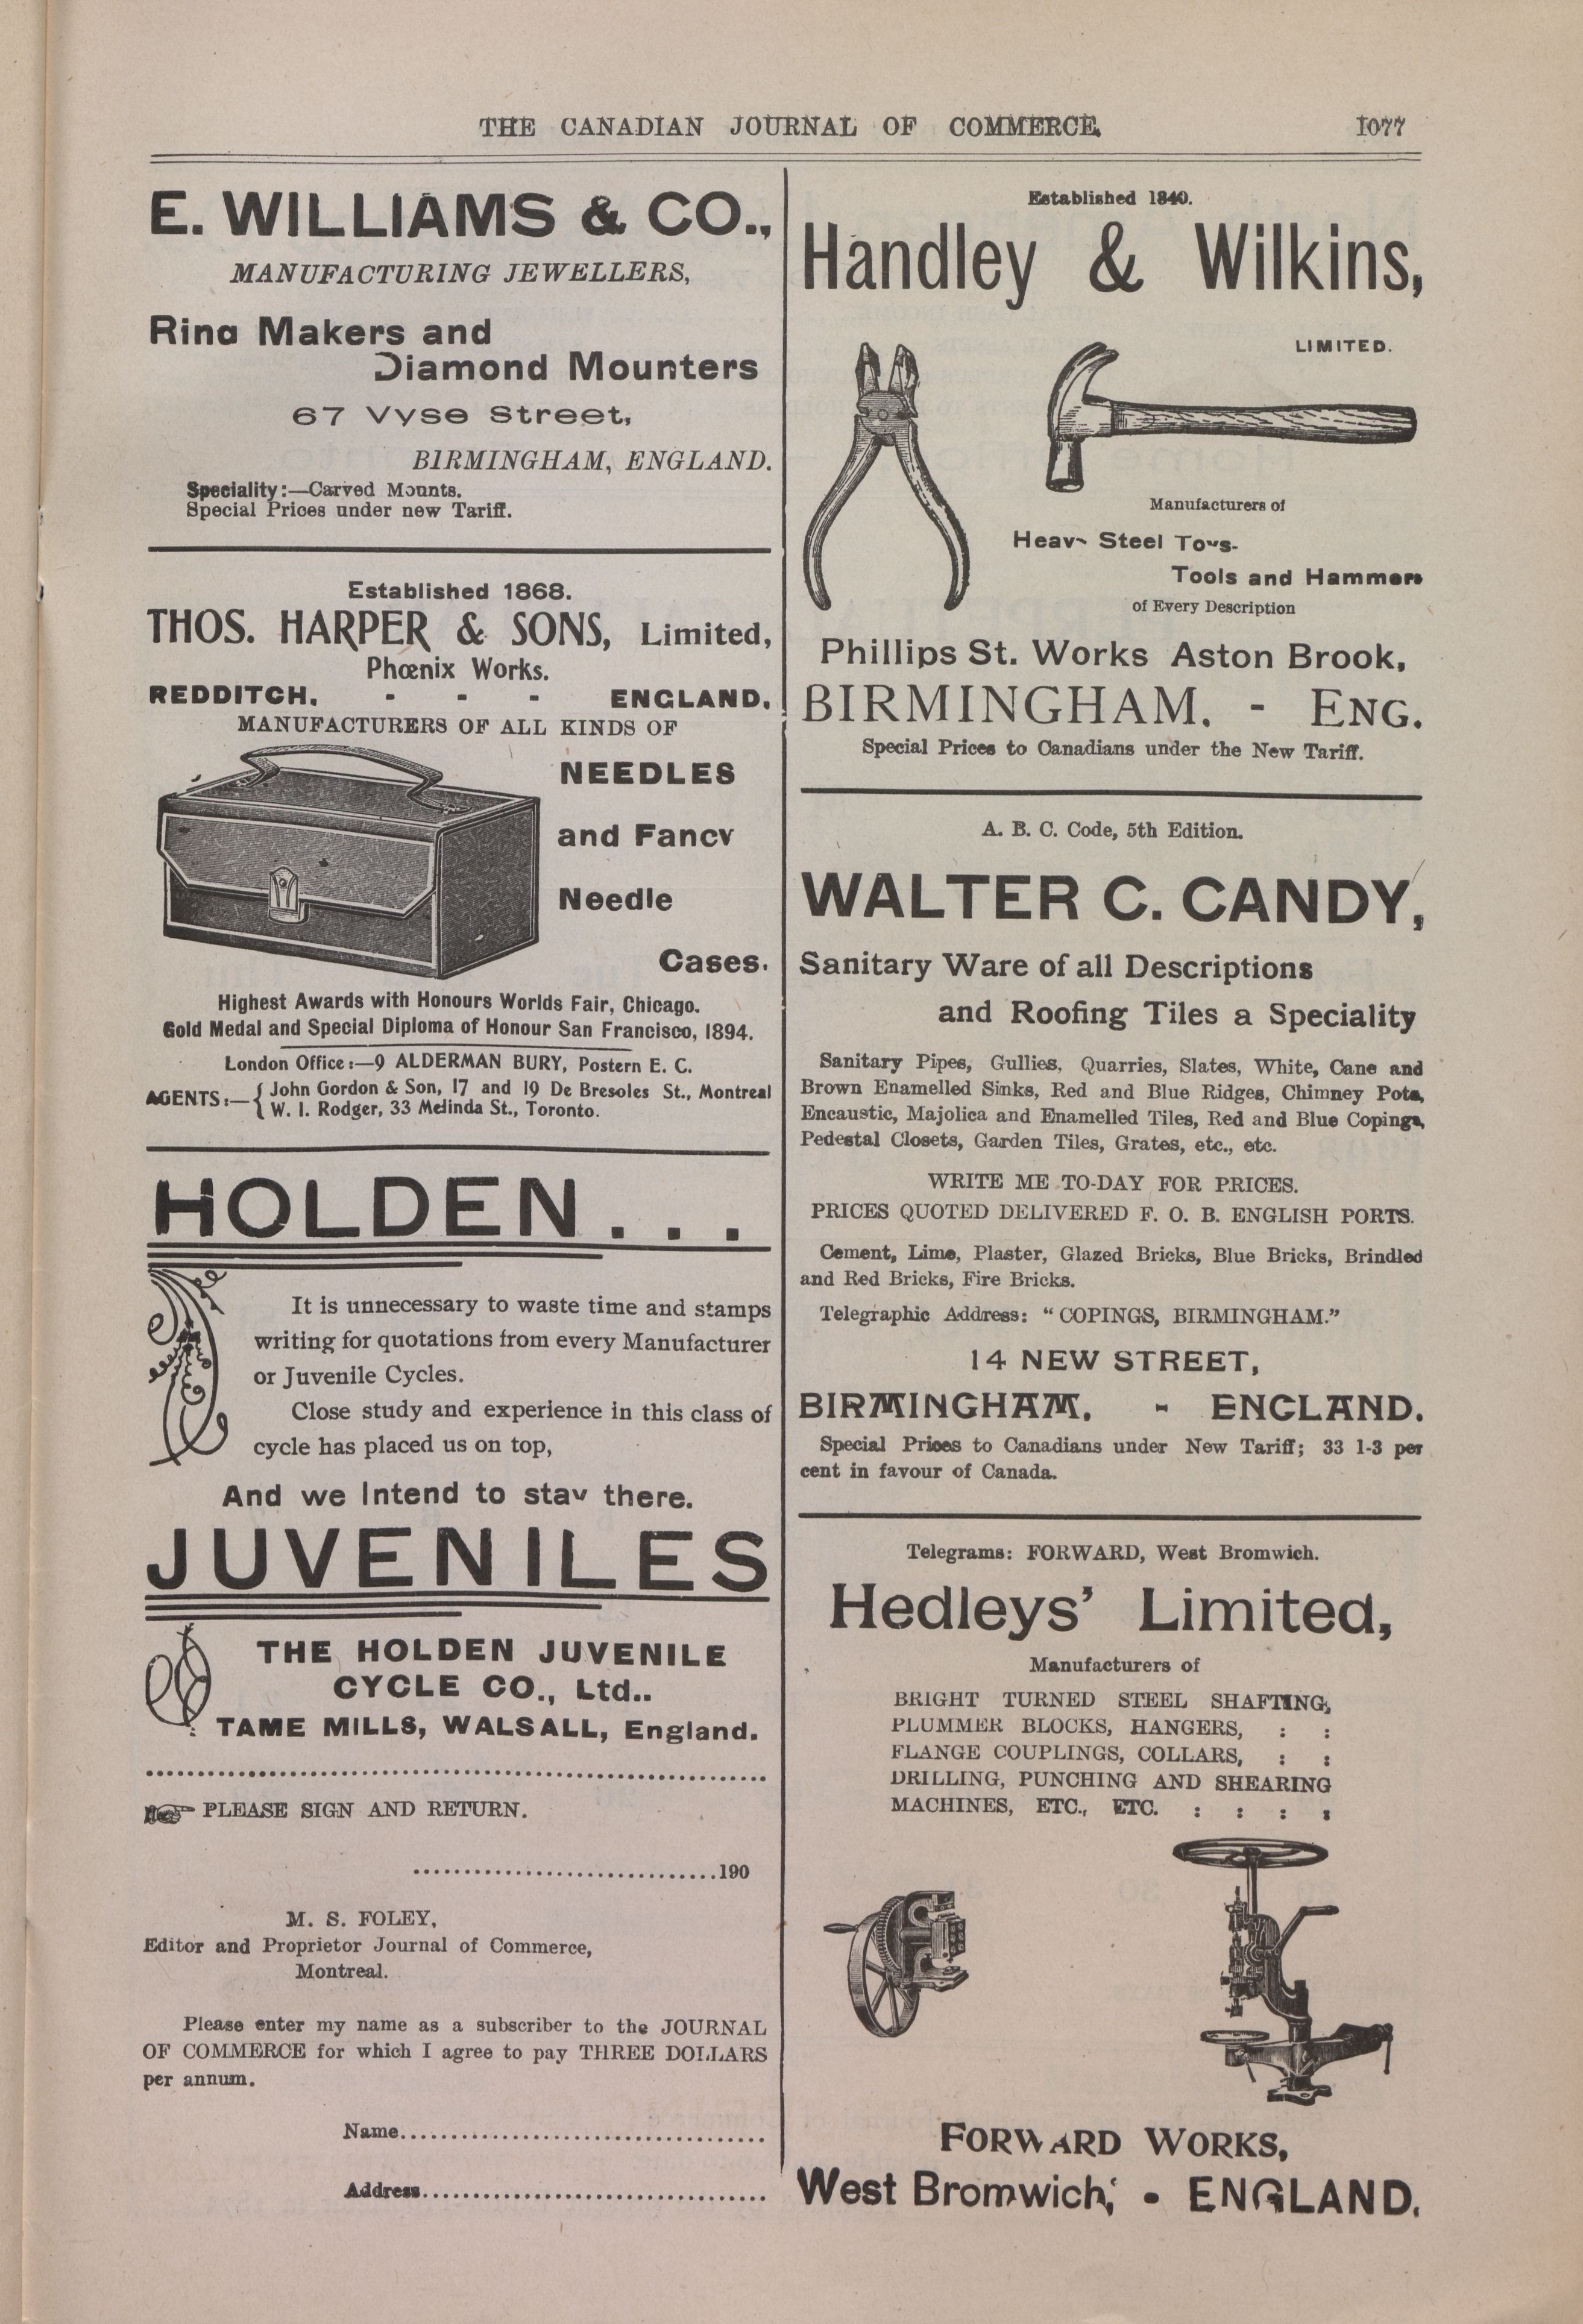 THE CANADIAN JOURNAL OF COMMERCE. 1077
E. WILLIAMS & CO.,
MANUFACTURING JEWELLERS,
Ring Makers and
Diamond Mounters
67 Vyse Street,
BIRMINGHAM, ENGLAND.
Speciality:—Carved Mounts.
Special Prices under new Tariff.
Established 1868.
THOS. HARPER & SONS, Limited,
Phœnix Works.
REDDITCH, - - - ENGLAND,
MANUFACTURERS OF ALL KINDS OF
NEEDLES
and Fancy
Needle
Cases.
Highest Awards with Honours Worlds Fair, Chicago.
Gold Medal and Special Diploma of Honour San Francisco, 1894.
London Office:—9 ALDERMAN BURY, Postern E. C.
AGENTS:—{ John Gordon & Son, 17 and 19 De Bresoles St., Montreal
W. I. Rodger, 33 Melinda St., Toronto.
HOLDEN...
It is unnecessary to waste time and stamps
writing for quotations from every Manufacturer
or Juvenile Cycles.
Close study and experience in this class of
cycle has placed us on top,
And we Intend to stay there.
JUVENILES
THE HOLDEN JUVENILE
CYCLE CO., Ltd..
TAME MILLS, WALSALL, England.
PLEASE SIGN AND RETURN.
..............................190
M. S. FOLEY,
Editor and Proprietor Journal of Commerce,
Montreal.
Please enter my name as a subscriber to the JOURNAL
OF COMMERCE for which I agree to pay THREE DOLLARS
per annum.
Name....................................
Address..................................
Established 1840.
Handley & Wilkins,
LIMITED.
Manufacturers of
Heavy Steel Toys-
Tools and Hammers
of Every Description
Phillips St. Works Aston Brook,
BIRMINGHAM, - ENG.
Special Prices to Canadians under the New Tariff.
A. B. C. Code, 5th Edition.
WALTER C. CANDY,
Sanitary Ware of all Descriptions
and Roofing Tiles a Speciality
Sanitary Pipes, Gullies, Quarries, Slates, White, Cane and
Brown Enamelled Sinks, Red and Blue Ridges, Chimney Pots,
Encaustic, Majolica and Enamelled Tiles, Red and Blue Copings,
Pedestal Closets, Garden Tiles, Grates, etc., etc.
WRITE ME TO-DAY FOR PRICES.
PRICES QUOTED DELIVERED F. O. B. ENGLISH PORTS.
Cement, Lime, Plaster, Glazed Bricks, Blue Bricks, Brindled
and Red Bricks, Fire Bricks.
Telegraphic Address: "COPINGS, BIRMINGHAM."
14 NEW STREET,
BIRMINGHAM, - ENGLAND.
Special Prices to Canadians under New Tariff; 33 1-3 per
cent in favour of Canada.
Telegrams: FORWARD, West Bromwich.
Hedleys' Limited,
Manufacturers of
BRIGHT TURNED STEEL SHAFTING,
PLUMMER BLOCKS, HANGERS, : :
FLANGE COUPLINGS, COLLARS, : :
DRILLING, PUNCHING AND SHEARING
MACHINES, ETC., ETC. : : : :
FORWARD WORKS,
West Bromwich, - ENGLAND.